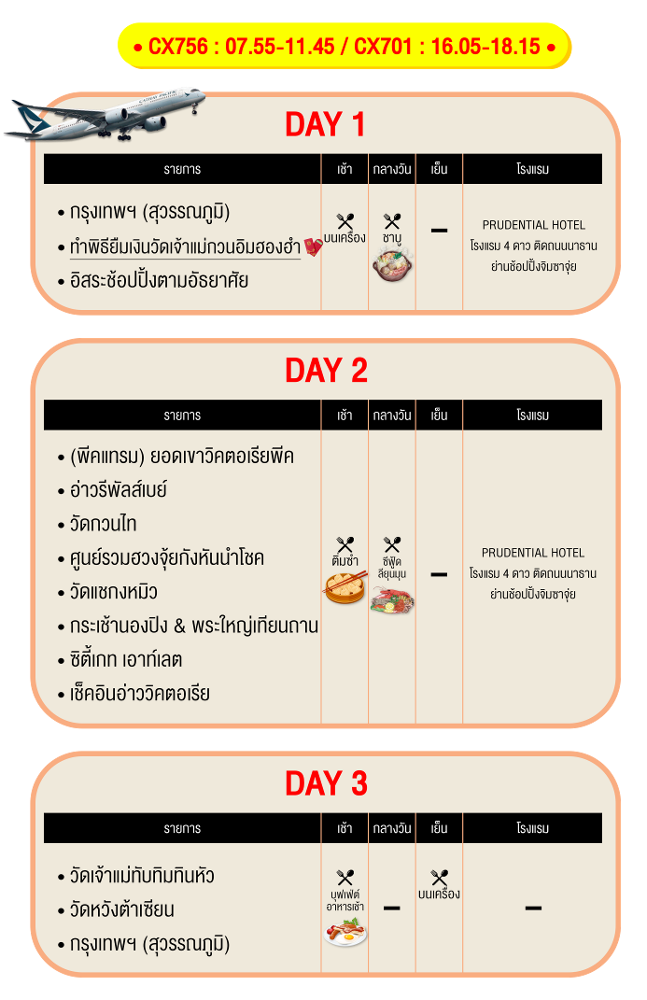 • CX756 : 07.55-11.45 / CX701 : 16.05-18.15 •
CATHAY PACIFIC
DAY 1
รายการ เช้า กลางวัน เย็น โรงแรม
• กรุงเทพฯ (สุวรรณภูมิ)
• ทำพิธียืมเงินวัดเจ้าแม่กวนอิมฮองฮำ
• อิสระช้อปปิ้งตามอัธยาศัย
บนเครื่อง
ชาบู
–
PRUDENTIAL HOTEL
โรงแรม 4 ดาว ติดถนนนาธาน
ย่านช้อปปิ้งจิมซาจุ่ย
DAY 2
รายการ เช้า กลางวัน เย็น โรงแรม
• (พีคแทรม) ยอดเขาวิคตอเรียพีค
• อ่าวรีพัลส์เบย์
• วัดกวนไท
• ศูนย์รวมฮวงจุ้ยกังหันนำโชค
• วัดแชกงหมิว
• กระเช้านองปิง & พระใหญ่เทียนถาน
• ซิตี้เกท เอาท์เลต
• เช็คอินอ่าววิคตอเรีย
ติ่มซำ
ซีฟู้ด
ลียุนมุน
–
PRUDENTIAL HOTEL
โรงแรม 4 ดาว ติดถนนนาธาน
ย่านช้อปปิ้งจิมซาจุ่ย
DAY 3
รายการ เช้า กลางวัน เย็น โรงแรม
• วัดเจ้าแม่ทับทิมทินหัว
• วัดหวังต้าเซียน
• กรุงเทพฯ (สุวรรณภูมิ)
บุฟเฟ่ต์
อาหารเช้า
–
บนเครื่อง
–